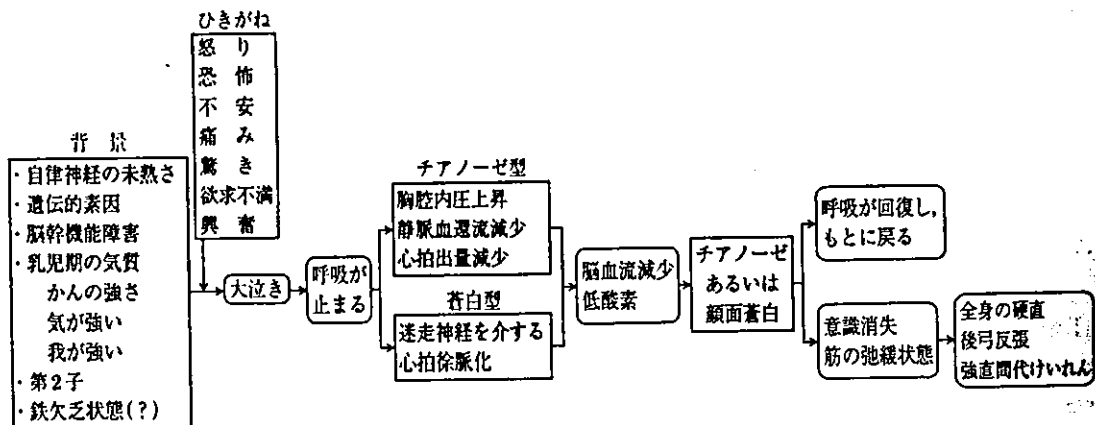 ひきがね
怒り
恐怖
不安
痛み
驚き
欲求不満
興奮
背景
・自律神経の未熟さ
・遺伝的素因
・脳幹機能障害
・乳児期の気質
かんの強さ
気が強い
我が強い
・第2子
・鉄欠乏状態(?)
大泣き
呼吸が
止まる
チアノーゼ型
胸腔内圧上昇
静脈血還流減少
心拍出量減少
蒼白型
迷走神経を介する
心拍徐脈化
脳血流減少
低酸素
チアノーゼ
あるいは
顔面蒼白
呼吸が回復し,
もとに戻る
意識消失
筋の弛緩状態
全身の硬直
後弓反張
強直間代けいれん